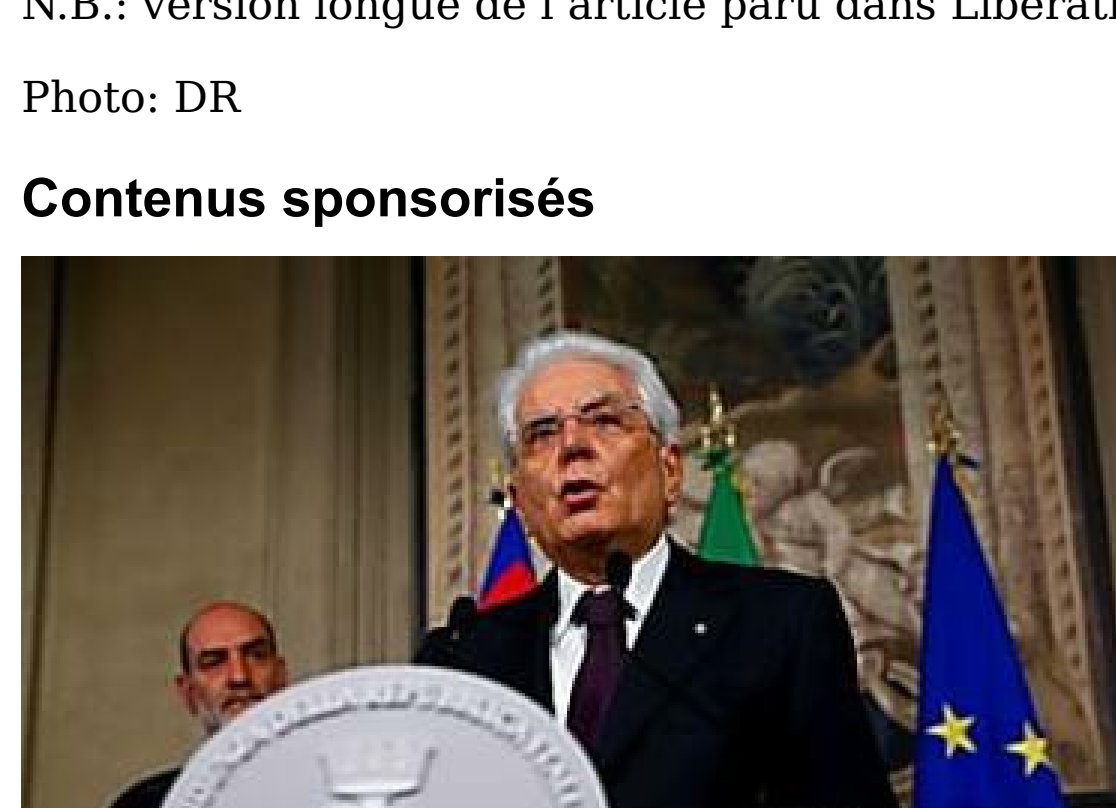 N.B.: version longue de l'article paru dans
Photo: DR
Contenus sponsorisés